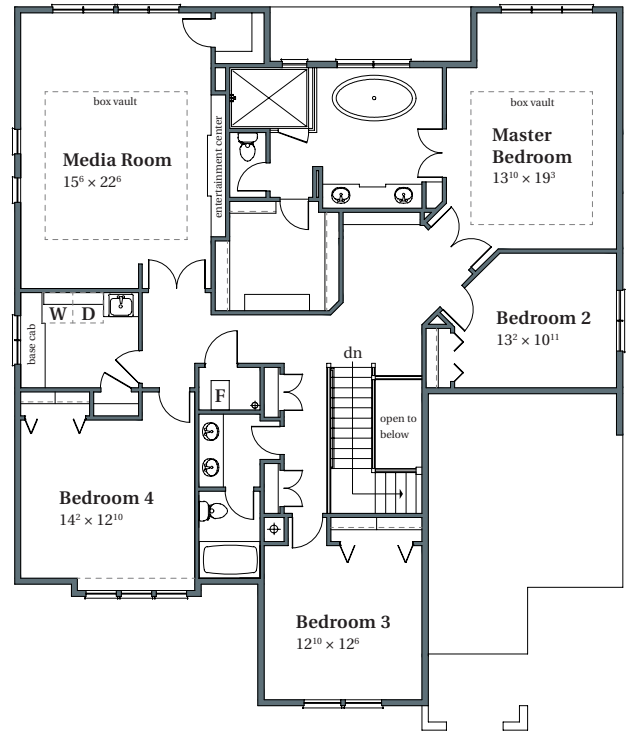 box vault
Media Room
15⁶ × 22⁶
entertainment center
box vault
Master
Bedroom
13¹⁰ × 19³
W D
base cab
Bedroom 2
13² × 10¹¹
dn
F
open to
below
Bedroom 4
14² × 12¹⁰
Bedroom 3
12¹⁰ × 12⁶